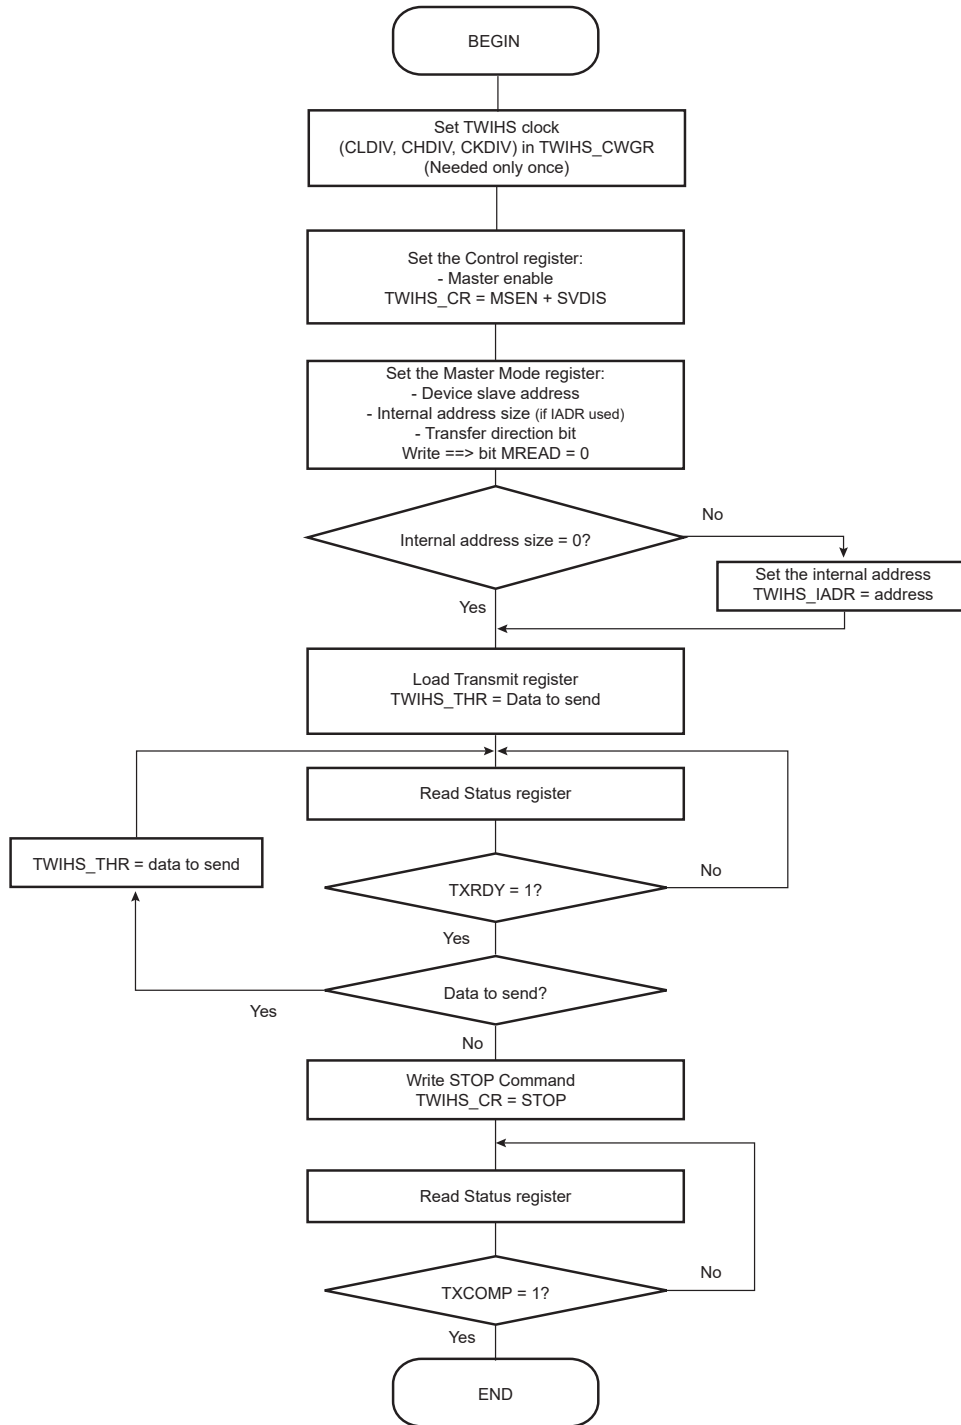 BEGIN
Set TWIHS clock
(CLDIV, CHDIV, CKDIV) in TWIHS_CWGR
(Needed only once)
Set the Control register:
- Master enable
TWIHS_CR = MSEN + SVDIS
Set the Master Mode register:
- Device slave address
- Internal address size (if IADR used)
- Transfer direction bit
Write ==> bit MREAD = 0
No
Internal address size = 0?
Set the internal address
TWIHS_IADR = address
Yes
Load Transmit register
TWIHS_THR = Data to send
Read Status register
TWIHS_THR = data to send
No
TXRDY = 1?
Yes
Data to send?
Yes
No
Write STOP Command
TWIHS_CR = STOP
Read Status register
No
TXCOMP = 1?
Yes
END